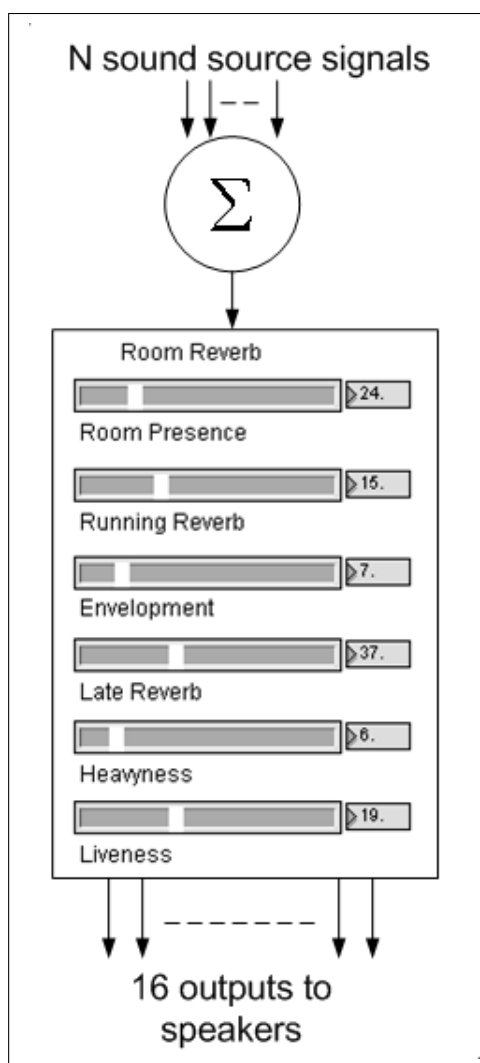 N sound source signals
Σ
Room Reverb
24.
Room Presence
15.
Running Reverb
7.
Envelopment
37.
Late Reverb
6.
Heavyness
19.
Liveness
16 outputs to
speakers